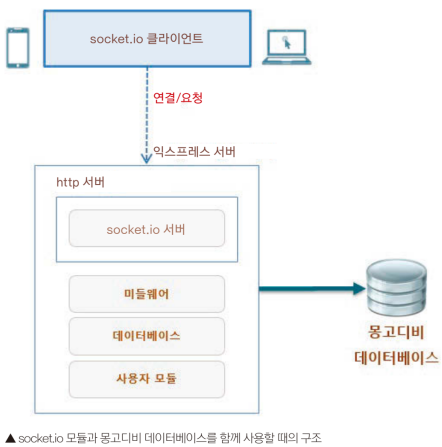 socket.io 클라이언트
연결/요청
익스프레스 서버
http 서버
socket.io 서버
미들웨어
데이터베이스
사용자 모듈
몽고디비
데이터베이스
▲ socket.io 모듈과 몽고디비 데이터베이스를 함께 사용할 때의 구조